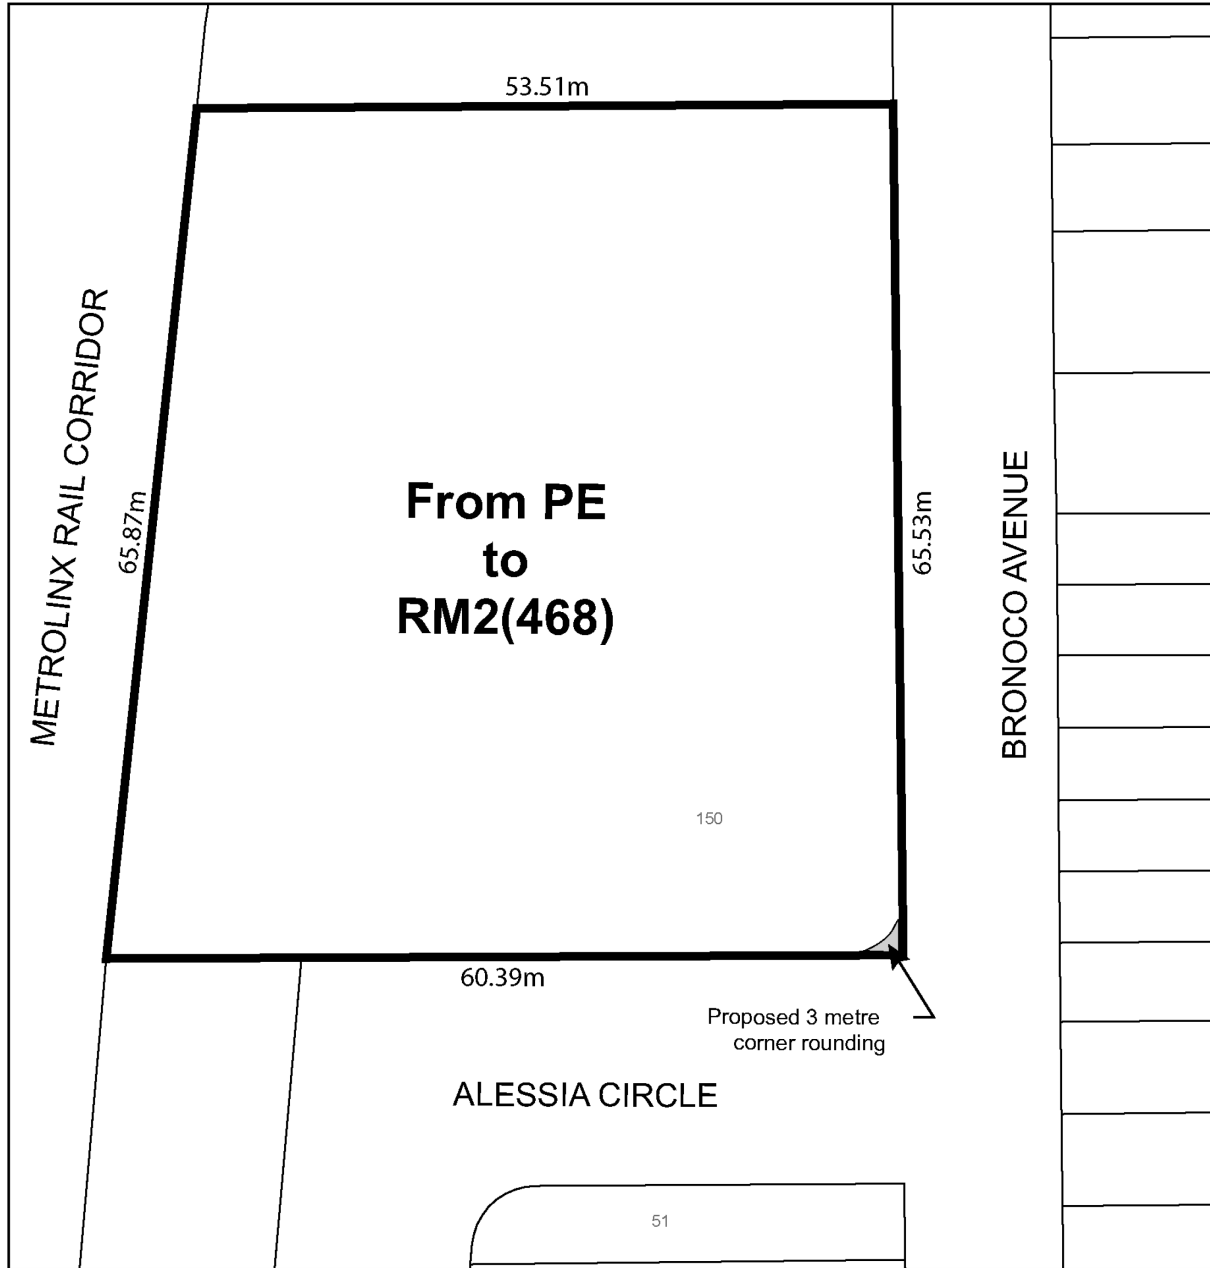 53.51m
METROLINX RAIL CORRIDOR
65.87m
From PE
to
RM2(468)
65.53m
BRONOCO AVENUE
150
60.39m
Proposed 3 metre
corner rounding
ALESSIA CIRCLE
51